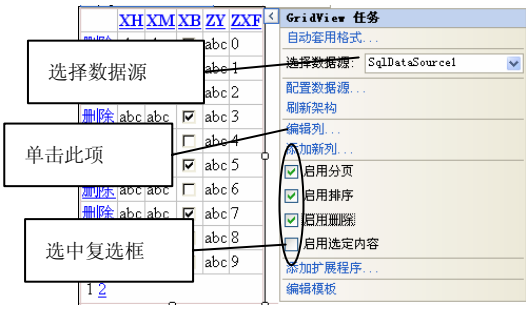 XH XM XB ZY ZXF
删除 abc 0
abc 1
abc 2
删除 abc abc abc 3
abc 4
abc 5
删除 abc abc abc 6
删除 abc abc abc 7
abc 8
abc 9
1 2
选择数据源
单击此项
选中复选框
GridView 任务
自动套用格式...
选择数据源: SqlDataSource1
配置数据源...
刷新架构
编辑列...
添加新列...
启用分页
启用排序
启用删除
启用选定内容
添加扩展程序...
编辑模板